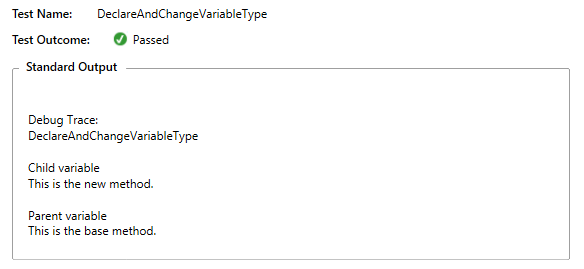 Test Name: DeclareAndChangeVariableType
Test Outcome: Passed
Standard Output
Debug Trace:
DeclareAndChangeVariableType
Child variable
This is the new method.
Parent variable
This is the base method.